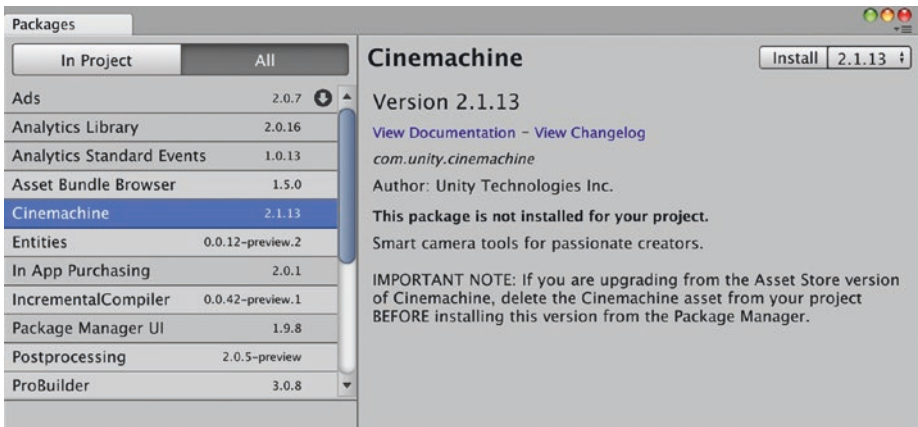 Packages
In Project
All
Ads 2.0.7
Analytics Library 2.0.16
Analytics Standard Events 1.0.13
Asset Bundle Browser 1.5.0
Cinemachine 2.1.13
Entities 0.0.12-preview.2
In App Purchasing 2.0.1
IncrementalCompiler 0.0.42-preview.1
Package Manager UI 1.9.8
Postprocessing 2.0.5-preview
ProBuilder 3.0.8
Cinemachine
Install 2.1.13
Version 2.1.13
View Documentation - View Changelog
com.unity.cinemachine
Author: Unity Technologies Inc.
This package is not installed for your project.
Smart camera tools for passionate creators.
IMPORTANT NOTE: If you are upgrading from the Asset Store version
of Cinemachine, delete the Cinemachine asset from your project
BEFORE installing this version from the Package Manager.